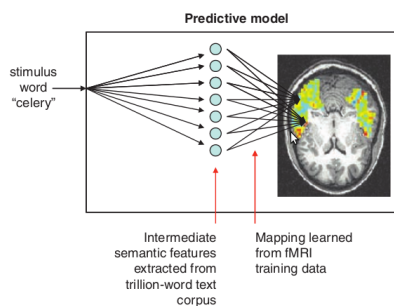 Predictive model
stimulus
word
“celery”
Intermediate
semantic features
extracted from
trillion-word text
corpus
Mapping learned
from fMRI
training data